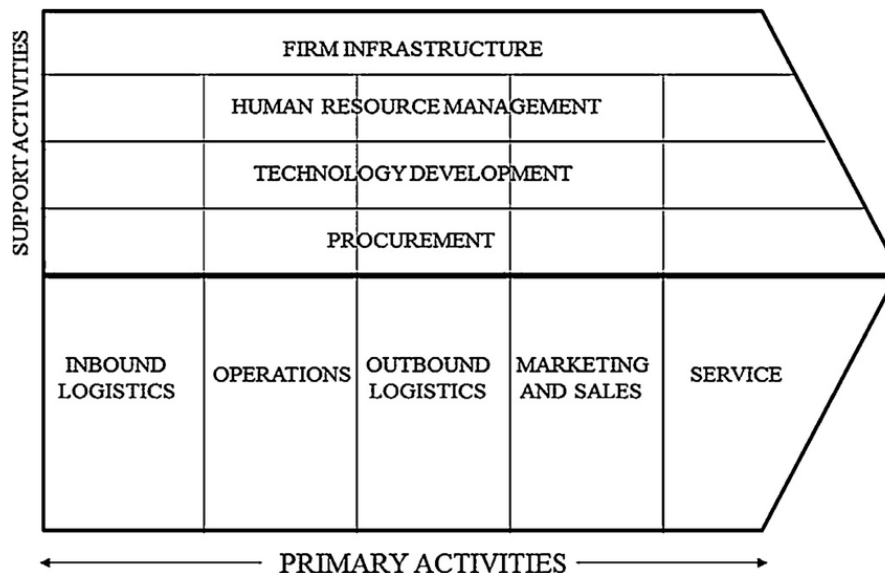 SUPPORT ACTIVITIES
FIRM INFRASTRUCTURE
HUMAN RESOURCE MANAGEMENT
TECHNOLOGY DEVELOPMENT
PROCUREMENT
INBOUND
LOGISTICS
OPERATIONS
OUTBOUND
LOGISTICS
MARKETING
AND SALES
SERVICE
PRIMARY ACTIVITIES